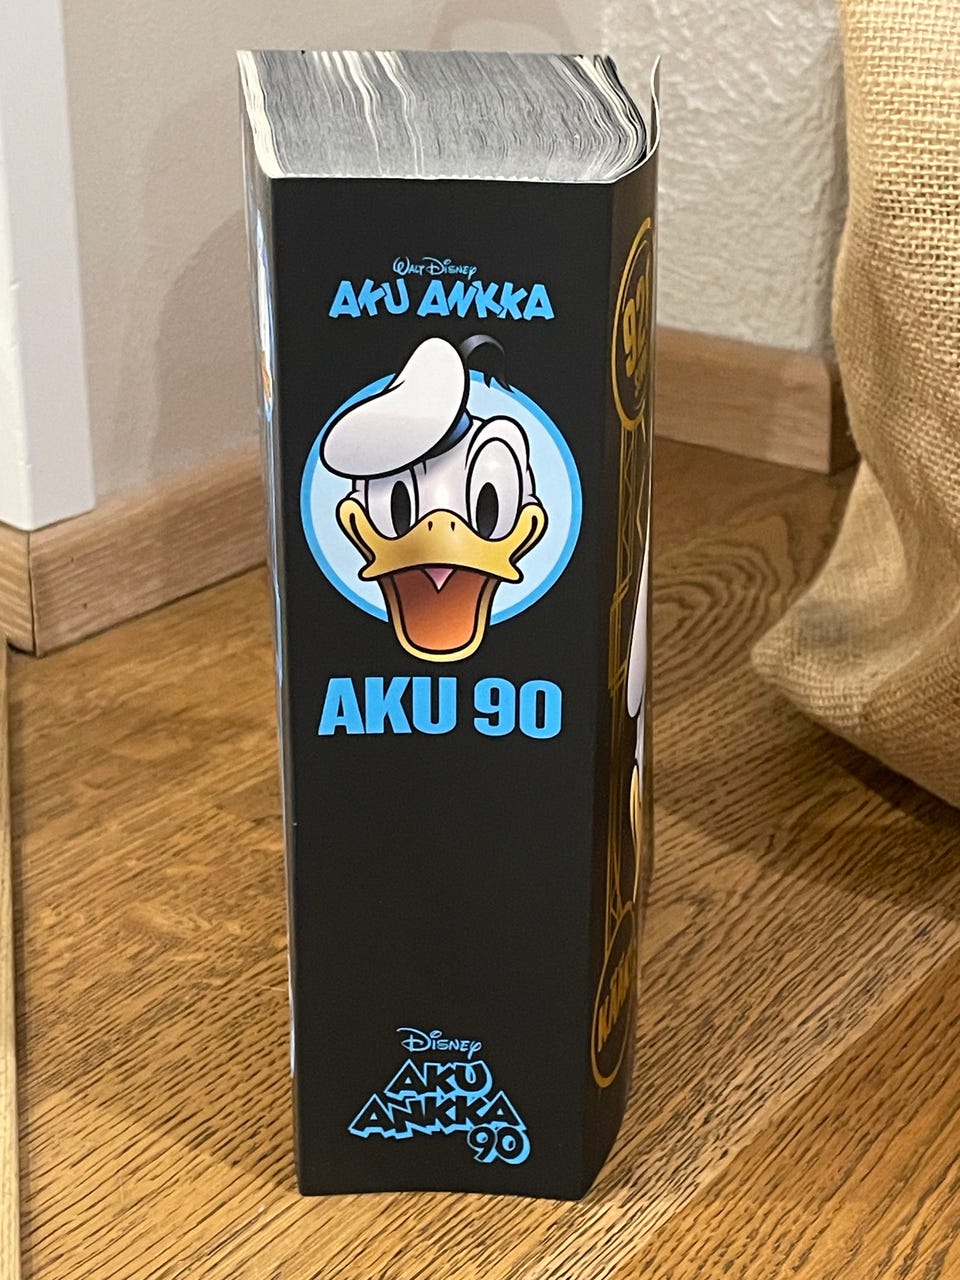 WALT DISNEY
AKU ANKKA
AKU 90
DISNEY
AKU
ANKKA
90